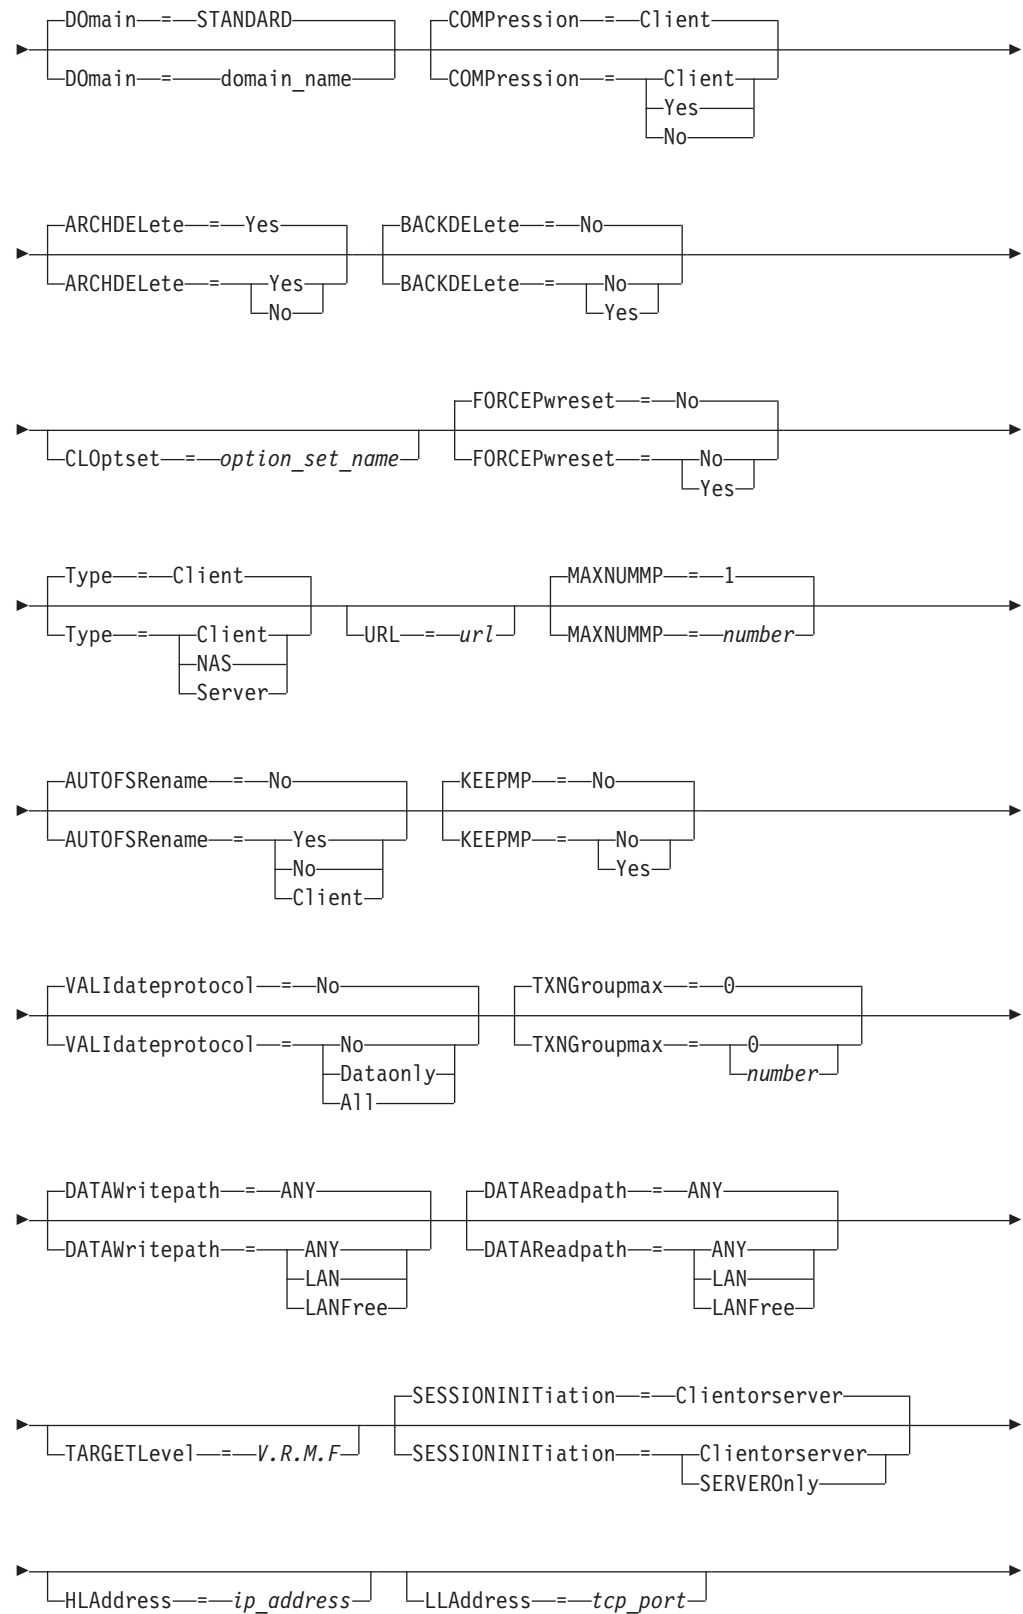 DOmain = STANDARD COMPression = Client
DOmain = domain_name COMPression = Client
Yes
No
ARCHDELete = Yes BACKDELete = No
ARCHDELete = Yes BACKDELete = No
No Yes
FORCEPwreset = No
CLOptset = option_set_name FORCEPwreset = No
Yes
Type = Client MAXNUMMP = 1
Type = Client URL = url MAXNUMMP = number
NAS
Server
AUTOFSRename = No KEEPMP = No
AUTOFSRename = Yes KEEPMP = No
No Yes
Client
VALIdateprotocol = No TXNGroupmax = 0
VALIdateprotocol = No TXNGroupmax = 0
Dataonly number
All
DATAWritepath = ANY DATAReadpath = ANY
DATAWritepath = ANY DATAReadpath = ANY
LAN LAN
LANFree LANFree
SESSIONINITiation = Clientorserver
TARGETLevel = V.R.M.F SESSIONINITiation = Clientorserver
SERVEROnly
HLAddress = ip_address LLAddress = tcp_port